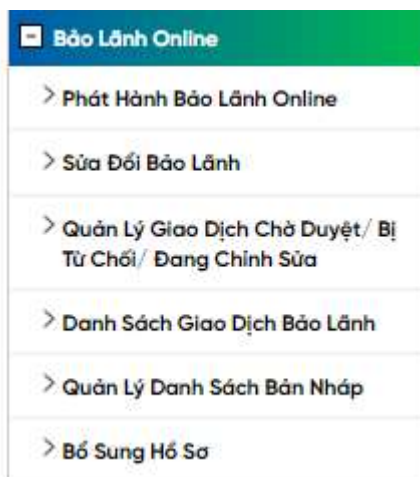 Bảo Lãnh Online
Phát Hành Bảo Lãnh Online
Sửa Đổi Bảo Lãnh
Quản Lý Giao Dịch Chờ Duyệt/ Bị
Từ Chối/ Đang Chỉnh Sửa
Danh Sách Giao Dịch Bảo Lãnh
Quản Lý Danh Sách Bản Nháp
Bổ Sung Hồ Sơ